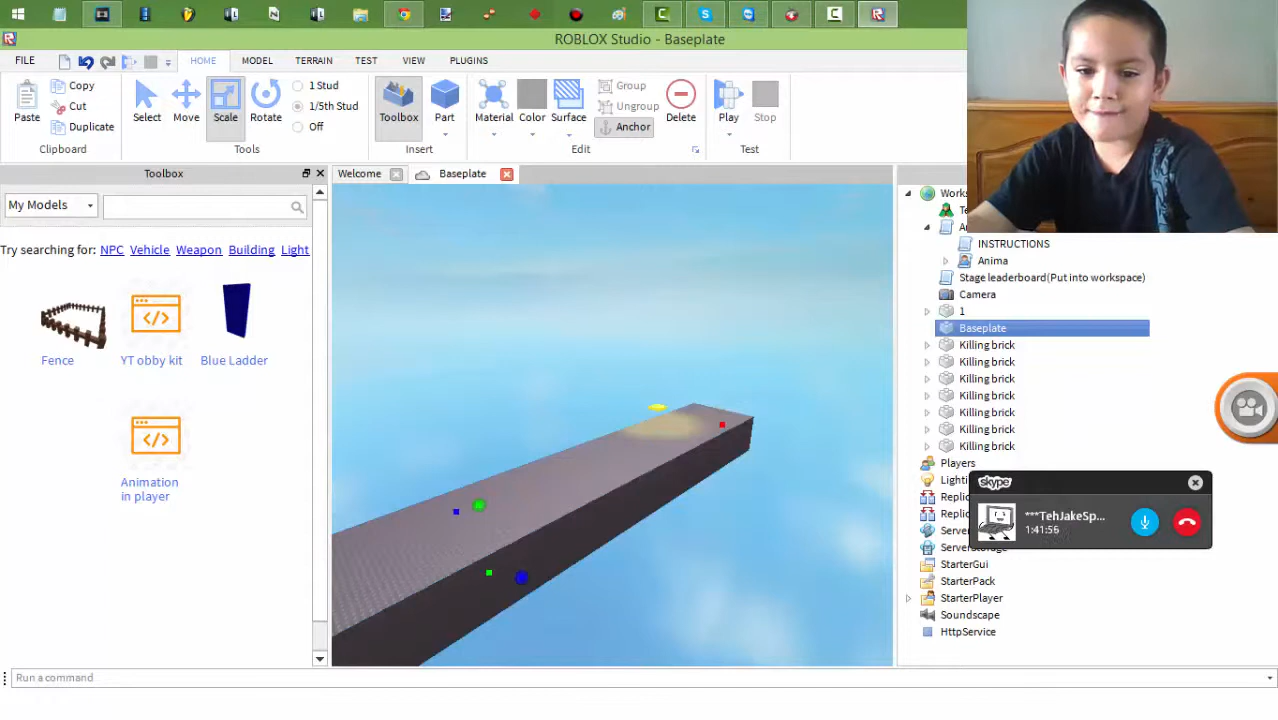 ROBLOX Studio - Baseplate
FILE HOME MODEL TERRAIN TEST VIEW PLUGINS
Paste
Copy
Cut
Duplicate
Clipboard
Select
Move
Scale
Rotate
1 Stud
1/5th Stud
Off
Tools
Toolbox
Part
Insert
Material
Color
Surface
Group
Ungroup
Anchor
Delete
Edit
Play
Stop
Test
Toolbox
Welcome
Baseplate
My Models
Try searching for: NPC Vehicle Weapon Building Light
Fence
YT obby kit
Blue Ladder
Animation
in player
INSTRUCTIONS
Anima
Stage leaderboard(Put into workspace)
Camera
1
Baseplate
Killing brick
Killing brick
Killing brick
Killing brick
Killing brick
Killing brick
Killing brick
Players
StarterGui
StarterPack
StarterPlayer
Soundscape
HttpService
skype
***TehJakeSp...
1:41:56
Run a command